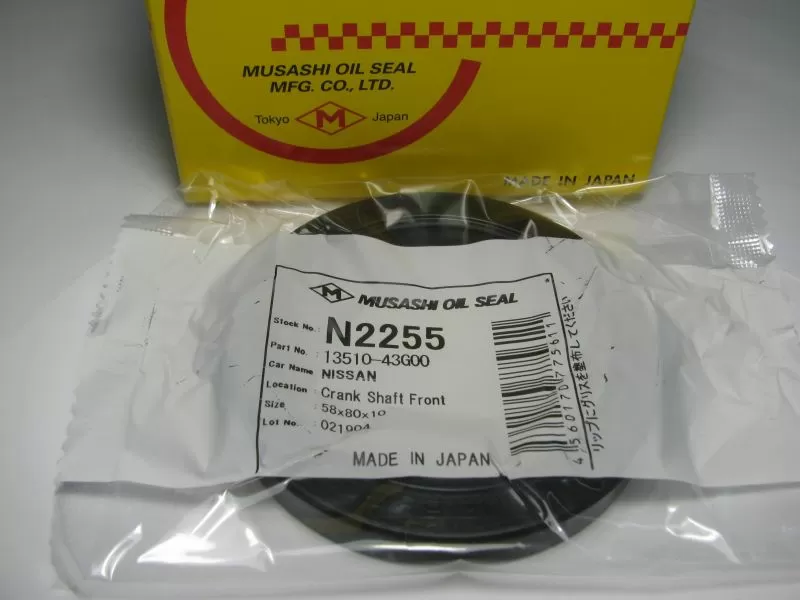 MUSASHI OIL SEAL
MFG. CO., LTD.
Tokyo M Japan
MADE IN JAPAN
M MUSASHI OIL SEAL
Stock No.: N2255
Part No. : 13510-43G00
Car Name : NISSAN
Location : Crank Shaft Front
Size : 58x80x10
Lot No. : 021904
MADE IN JAPAN
4560170775611
リップにグリスを塗布してください